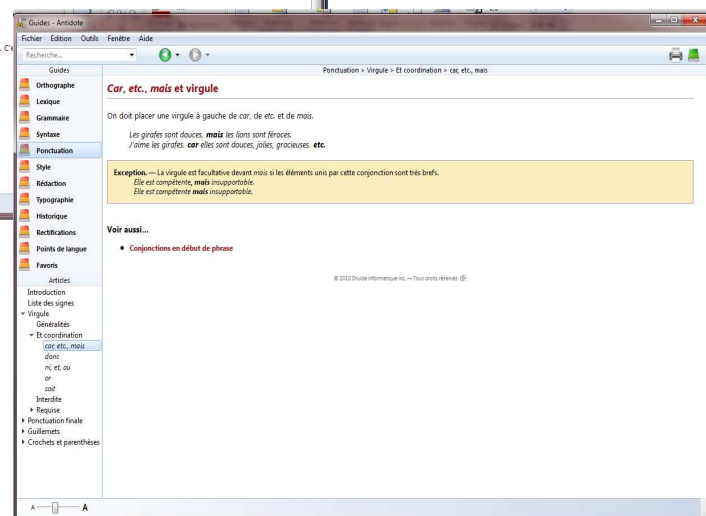 Guides - Antidote
Fichier Édition Outils Fenêtre Aide
Recherche...
Guides
Ponctuation > Virgule > Et coordination > car, etc., mais
Orthographe
Lexique
Grammaire
Syntaxe
Ponctuation
Style
Rédaction
Typographie
Historique
Rectifications
Points de langue
Favoris
Articles
Introduction
Liste des signes
Virgule
Généralités
Et coordination
car, etc., mais
donc
ni, et, ou
or
soit
Interdite
Requise
Ponctuation finale
Guillemets
Crochets et parenthèses
A A
Car, etc., mais et virgule
On doit placer une virgule à gauche de car, de etc. et de mais.
Les girafes sont douces, mais les lions sont féroces.
J'aime les girafes, car elles sont douces, jolies, gracieuses, etc.
Exception. — La virgule est facultative devant mais si les éléments unis par cette conjonction sont très brefs.
Elle est compétente, mais insupportable.
Elle est compétente mais insupportable.
Voir aussi...
• Conjonctions en début de phrase
© 2010 Druide informatique inc. — Tous droits réservés.